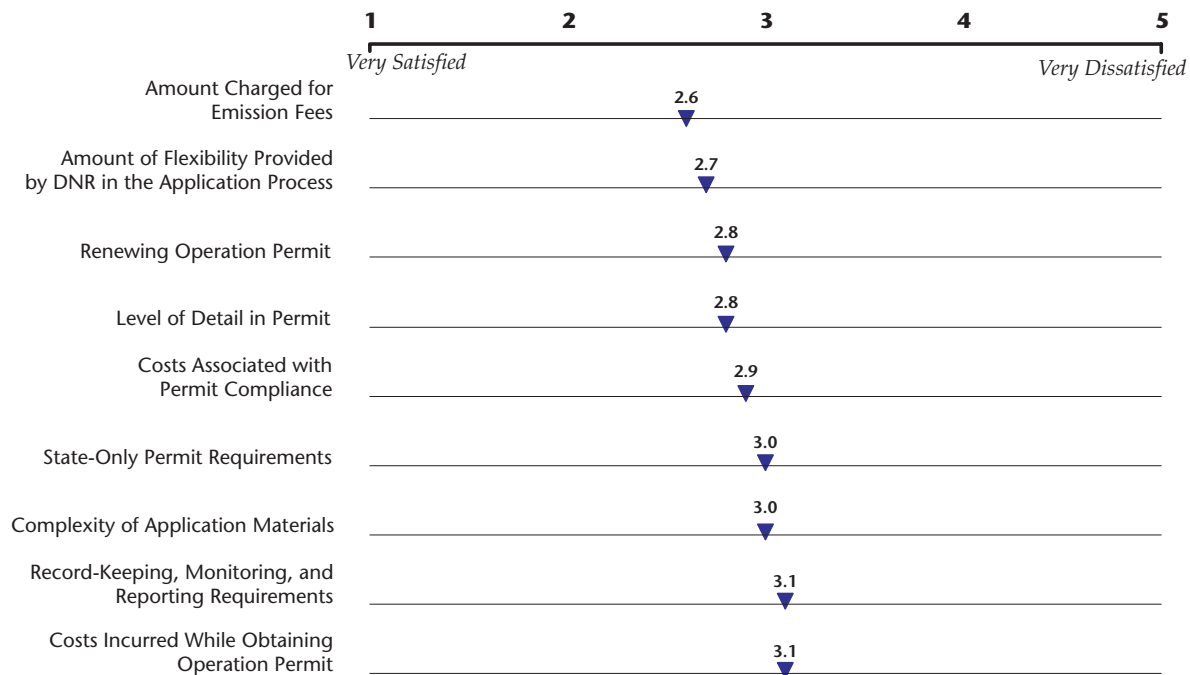 1 2 3 4 5
Very Satisfied
Very Dissatisfied
Amount Charged for
Emission Fees
2.6
Amount of Flexibility Provided
by DNR in the Application Process
2.7
Renewing Operation Permit
2.8
Level of Detail in Permit
2.8
Costs Associated with
Permit Compliance
2.9
State-Only Permit Requirements
3.0
Complexity of Application Materials
3.0
Record-Keeping, Monitoring, and
Reporting Requirements
3.1
Costs Incurred While Obtaining
Operation Permit
3.1